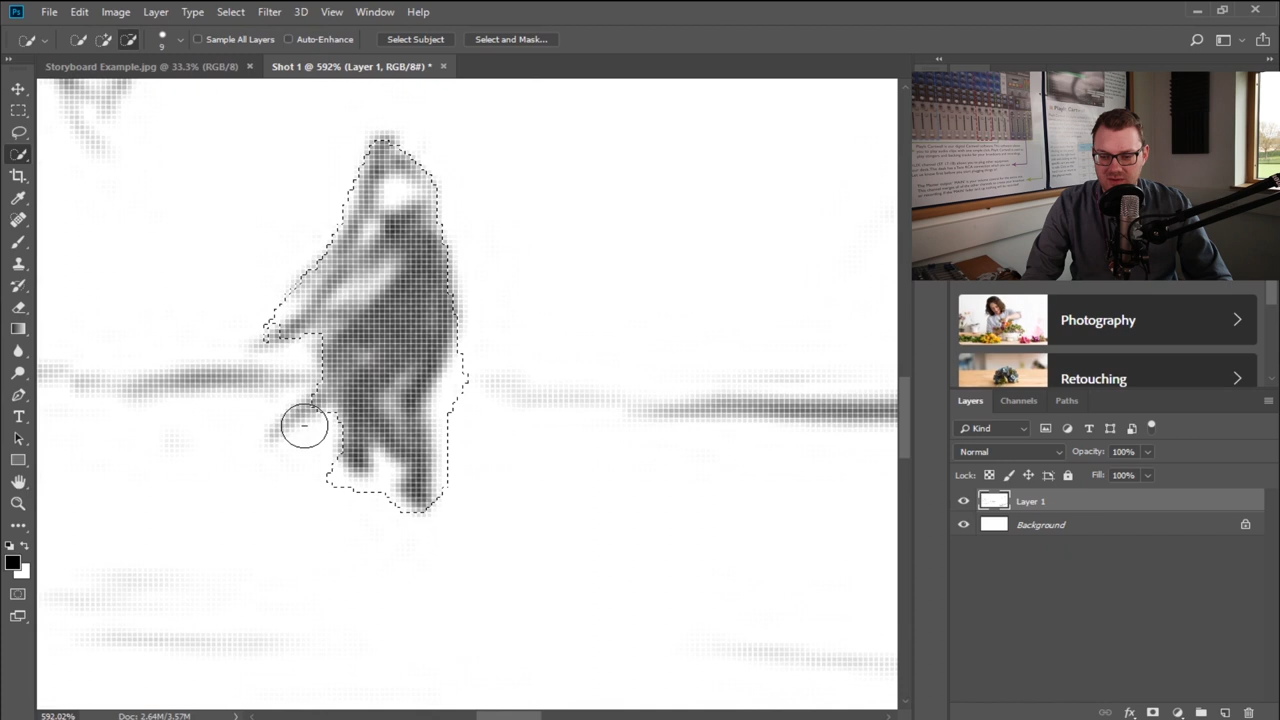 Ps File Edit Image Layer Type Select Filter 3D View Window Help
9 Sample All Layers Auto-Enhance Select Subject Select and Mask...
Storyboard Example.jpg @ 33.3% (RGB/8) × Shot 1 @ 592% (Layer 1, RGB/8#) * ×
Photography
Retouching
Layers Channels Paths
Kind
Normal Opacity: 100%
Lock: Fill: 100%
Layer 1
Background
592.02% Doc: 2.64M/3.57M